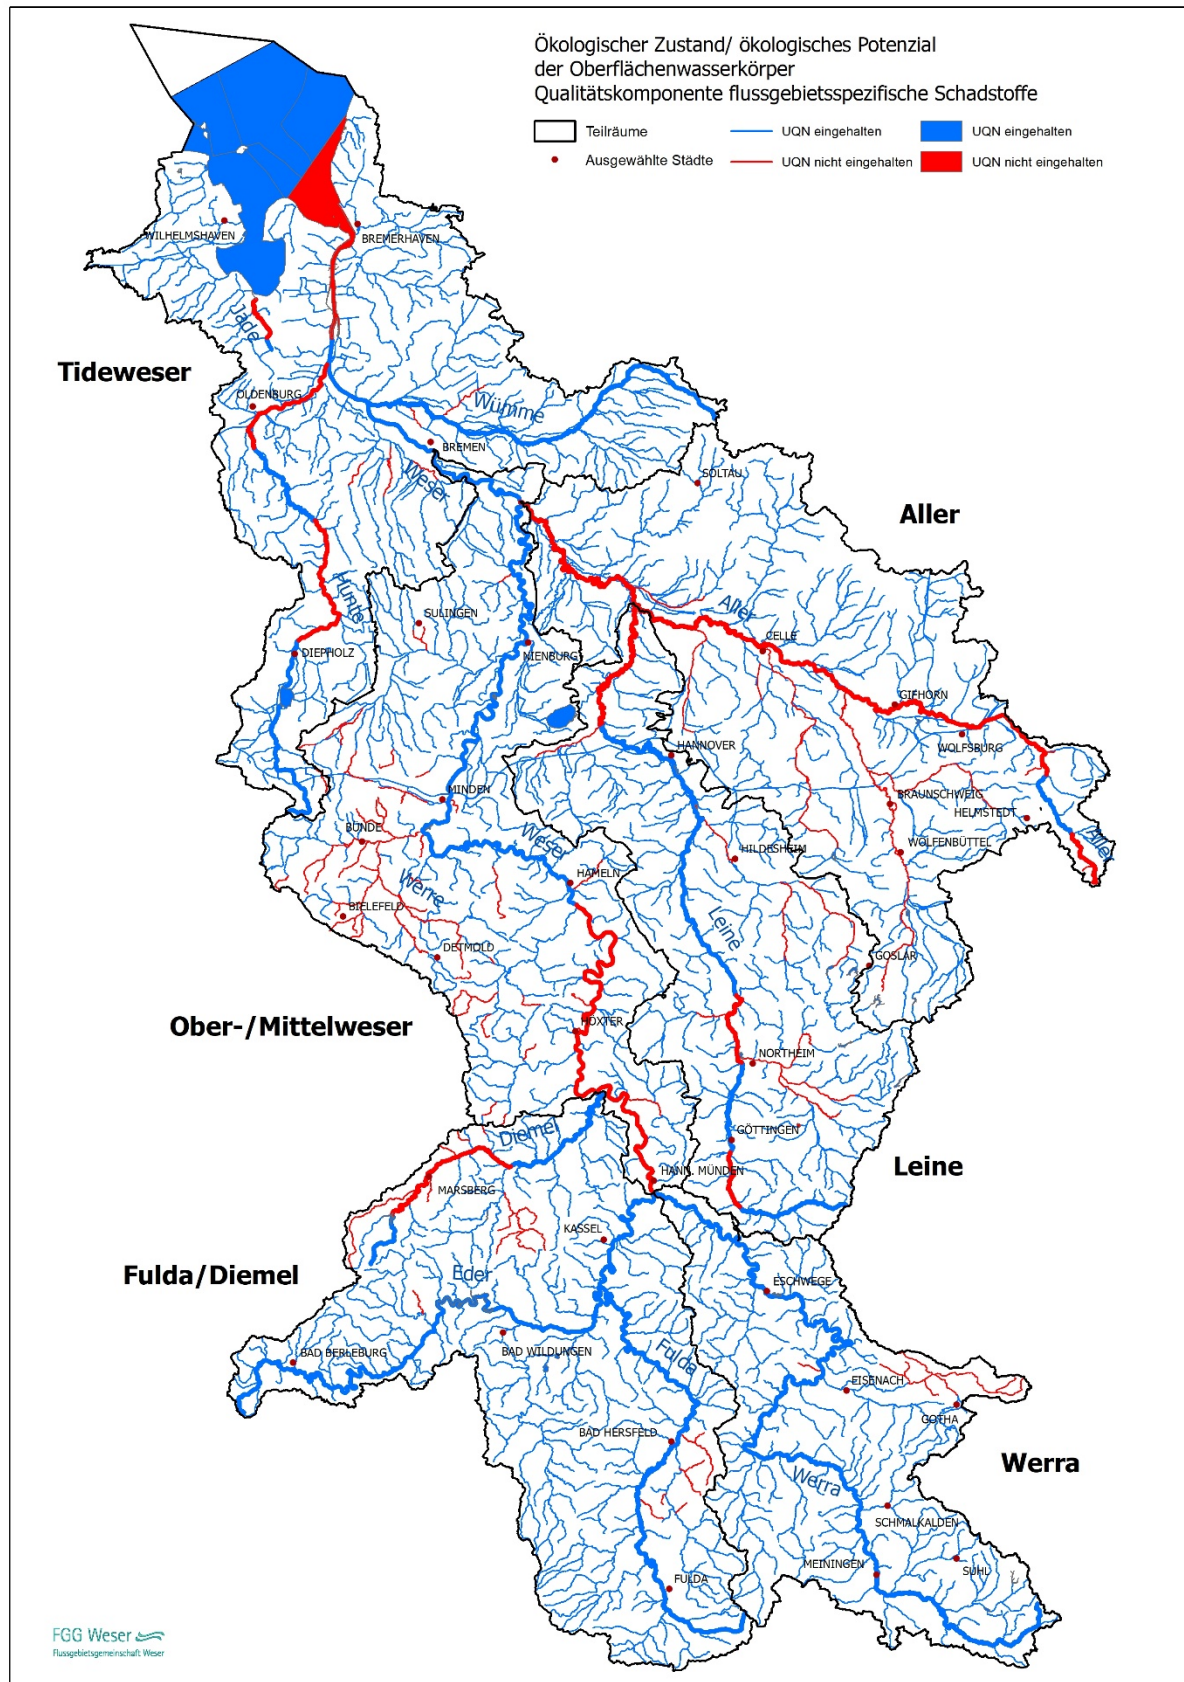 Ökologischer Zustand/ ökologisches Potenzial
der Oberflächenwasserkörper
Qualitätskomponente flussgebietsspezifische Schadstoffe
Teilräume
UQN eingehalten
UQN eingehalten
Ausgewählte Städte
UQN nicht eingehalten
UQN nicht eingehalten
WILHELMSHAVEN
BREMERHAVEN
Jade
Tideweser
OLDENBURG
Wümme
BREMEN
Weser
SOLTAU
Aller
Hunte
SULINGEN
Aller
CELLE
DIEPHOLZ
NIENBURG
GIFHORN
HANNOVER
WOLFSBURG
MINDEN
BRAUNSCHWEIG
HELMSTEDT
BÜNDE
Weser
HILDESHEIM
WOLFENBÜTTEL
Aller
Werre
HAMELN
BIELEFELD
Leine
DETMOLD
GOSLAR
Ober-/Mittelweser
HÖXTER
NORTHEIM
Diemel
GÖTTINGEN
Leine
HANN. MÜNDEN
MARSBERG
KASSEL
Fulda/Diemel
Eder
ESCHWEGE
BAD BERLEBURG
BAD WILDUNGEN
Fulda
EISENACH
GOTHA
BAD HERSFELD
Werra
Werra
SCHMALKALDEN
MEININGEN
SUHL
FULDA
FGG Weser
Flussgebietsgemeinschaft Weser